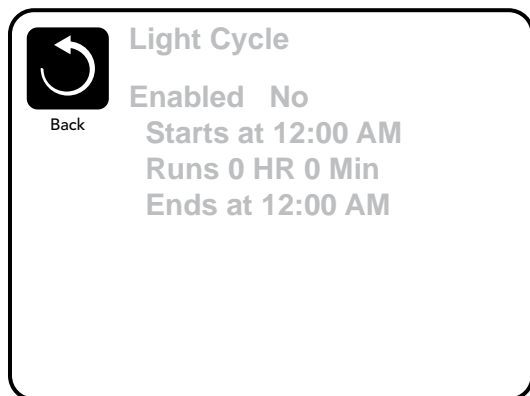 Light Cycle
Back
Enabled No
Starts at 12:00 AM
Runs 0 HR 0 Min
Ends at 12:00 AM